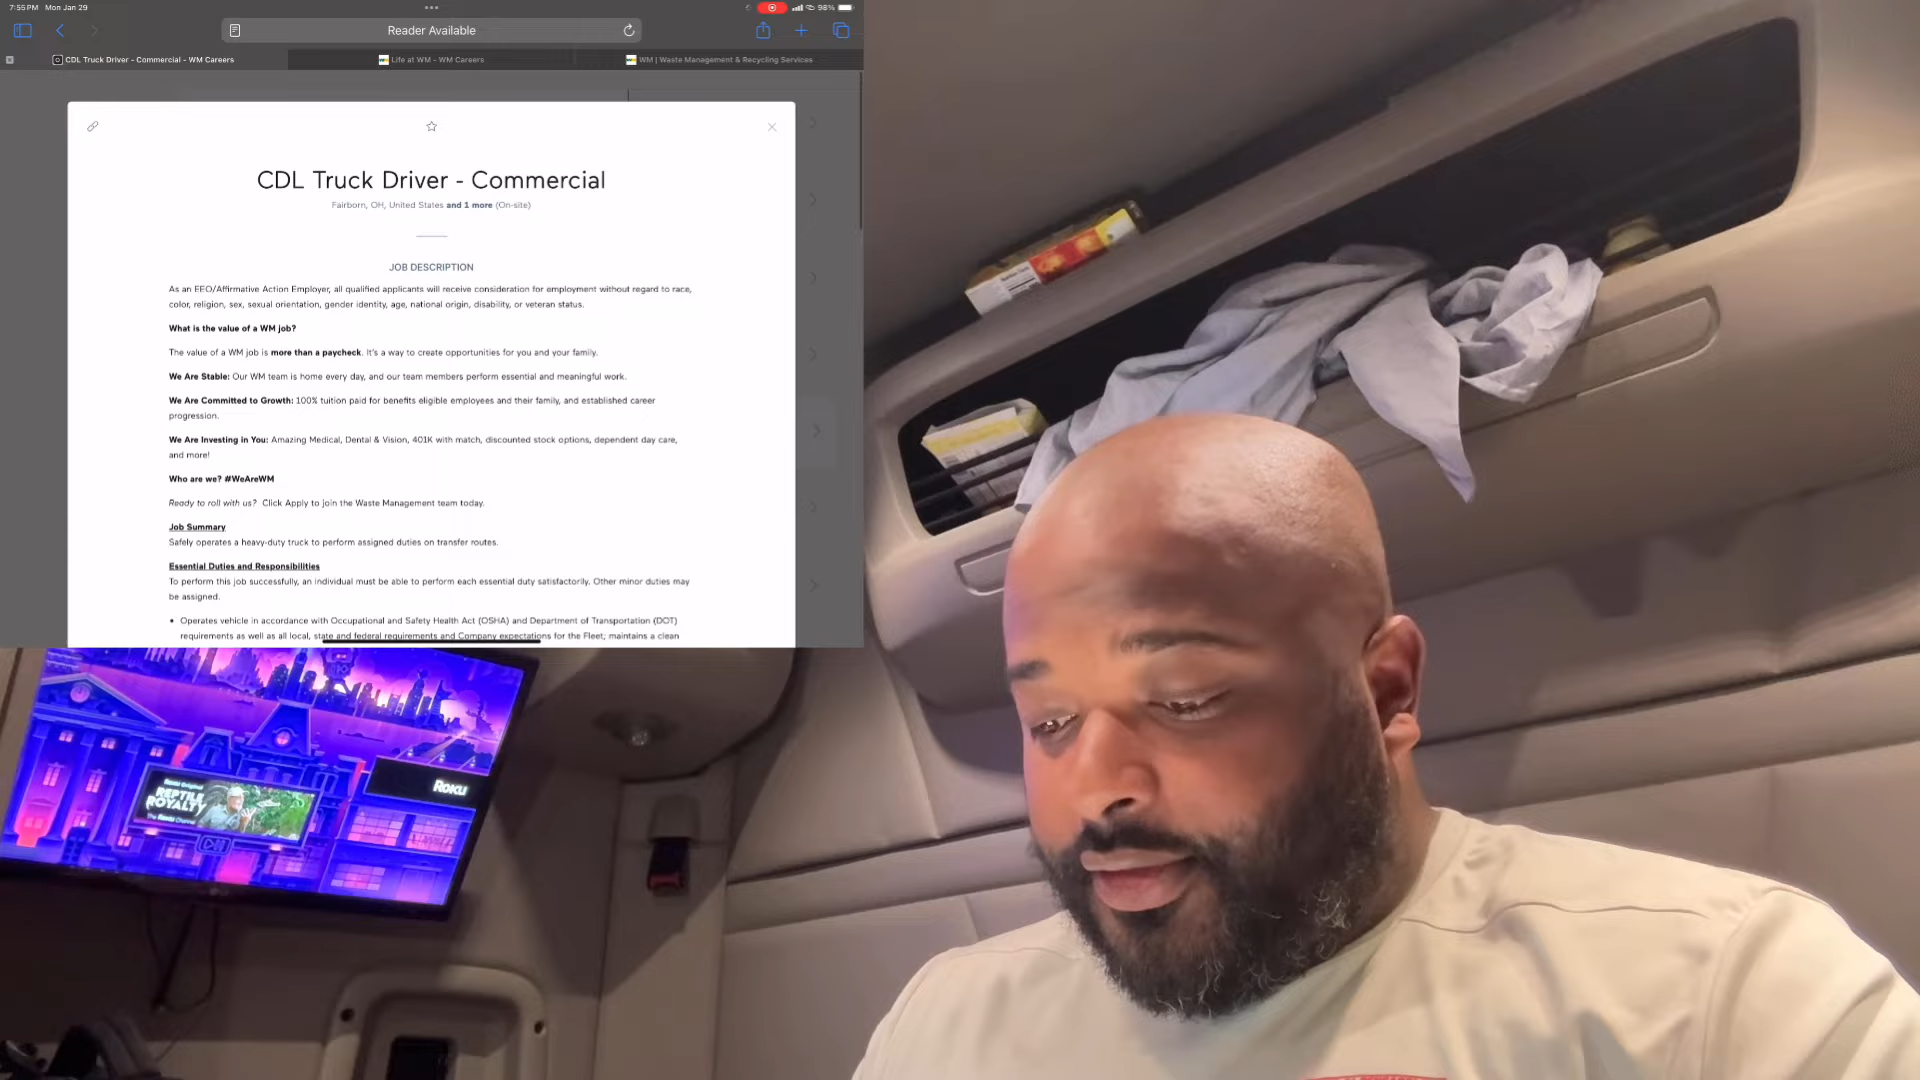 7:55 PM Mon Jan 29
98%
Reader Available
CDL Truck Driver - Commercial - WM Careers
Life at WM - WM Careers
WM | Waste Management & Recycling Services
CDL Truck Driver - Commercial
Fairborn, OH, United States and 1 more (On-site)
JOB DESCRIPTION
As an EEO/Affirmative Action Employer, all qualified applicants will receive consideration for employment without regard to race,
color, religion, sex, sexual orientation, gender identity, age, national origin, disability, or veteran status.
What is the value of a WM job?
The value of a WM job is more than a paycheck. It's a way to create opportunities for you and your family.
We Are Stable: Our WM team is home every day, and our team members perform essential and meaningful work.
We Are Committed to Growth: 100% tuition paid for benefits eligible employees and their family, and established career
progression.
We Are Investing in You: Amazing Medical, Dental & Vision, 401K with match, discounted stock options, dependent day care,
and more!
Who are we? #WeAreWM
Ready to roll with us? Click Apply to join the Waste Management team today.
Job Summary
Safely operates a heavy-duty truck to perform assigned duties on transfer routes.
Essential Duties and Responsibilities
To perform this job successfully, an individual must be able to perform each essential duty satisfactorily. Other minor duties may
be assigned.
• Operates vehicle in accordance with Occupational and Safety Health Act (OSHA) and Department of Transportation (DOT)
requirements as well as all local, state and federal requirements and Company expectations for the Fleet; maintains a clean
Roku
Roku Original
REPTILE
ROYALTY
The Roku Channel